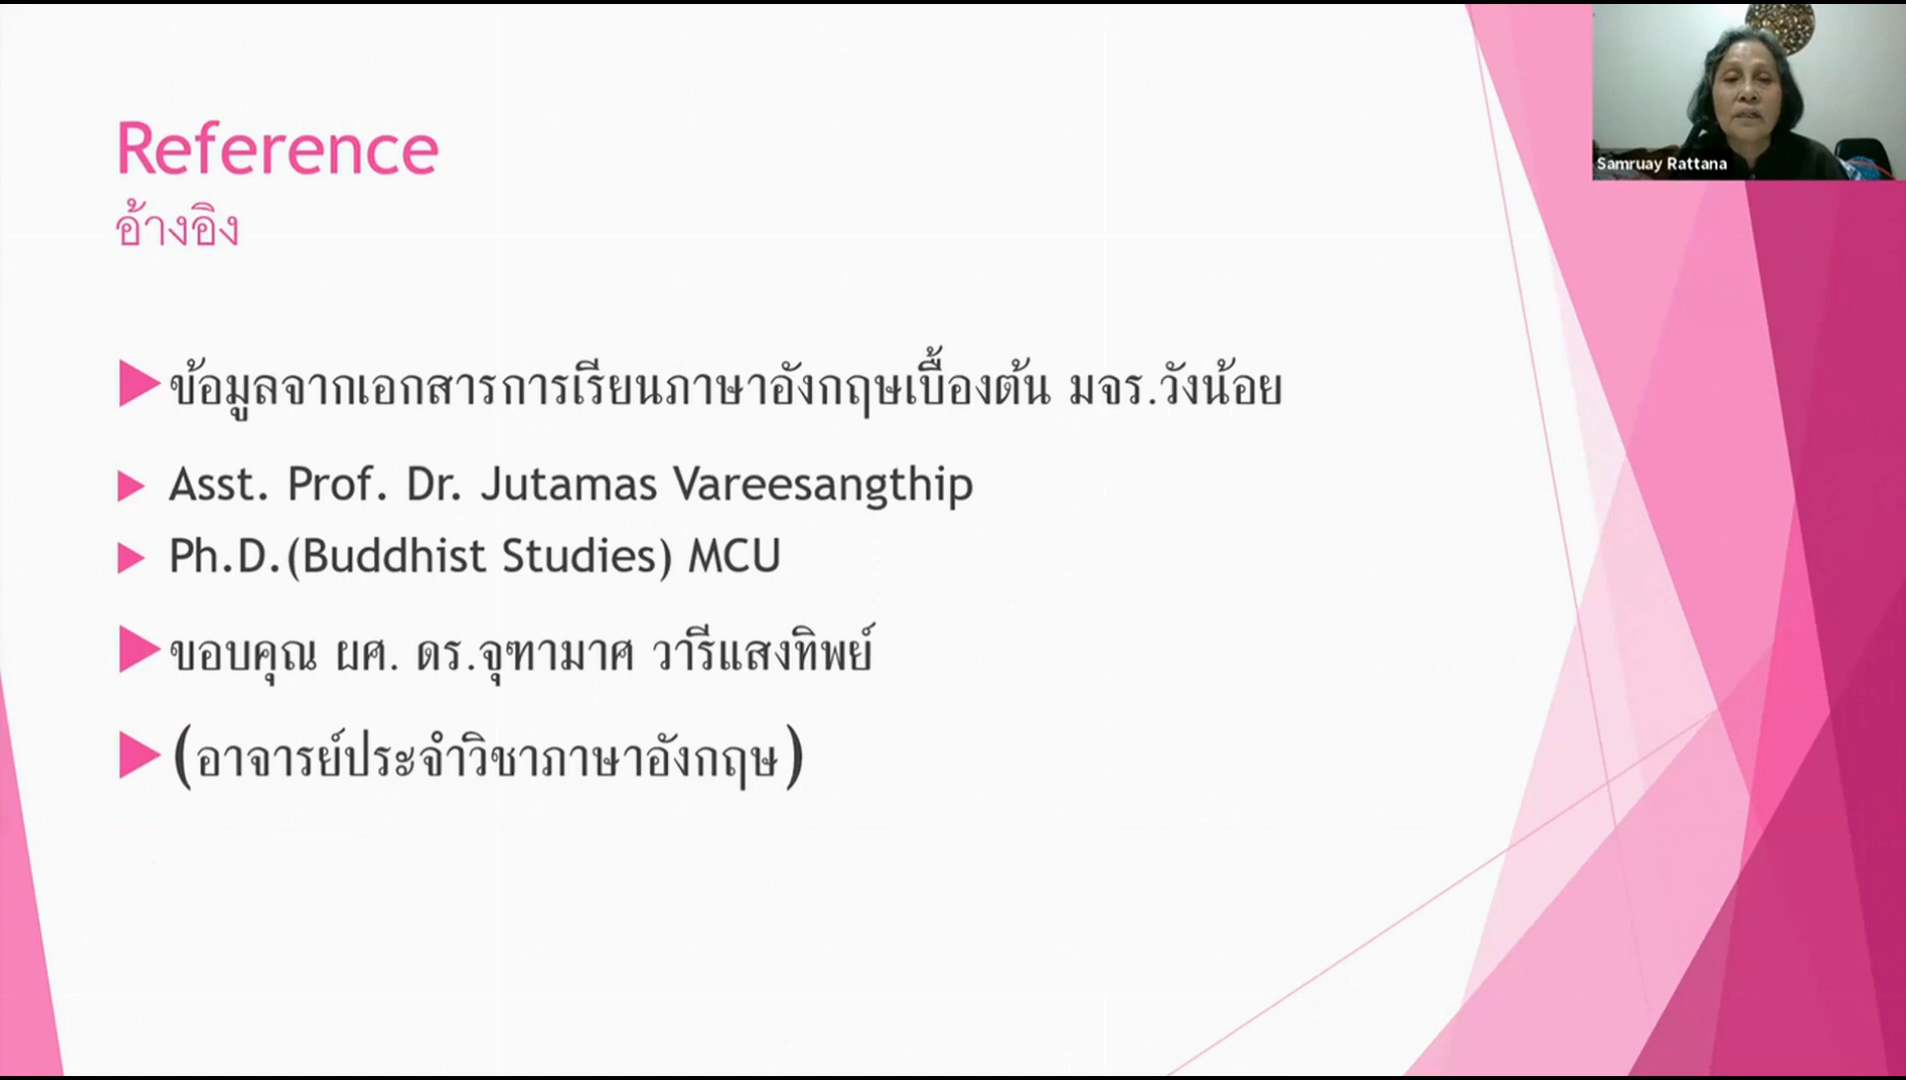 Reference
อ้างอิง
ข้อมูลจากเอกสารการเรียนภาษาอังกฤษเบื้องต้น มจร.วังน้อย
Asst. Prof. Dr. Jutamas Vareesangthip
Ph.D.(Buddhist Studies) MCU
ขอบคุณ ผศ. ดร.จุฑามาศ วารีแสงทิพย์
(อาจารย์ประจำวิชาภาษาอังกฤษ)
Samruay Rattana